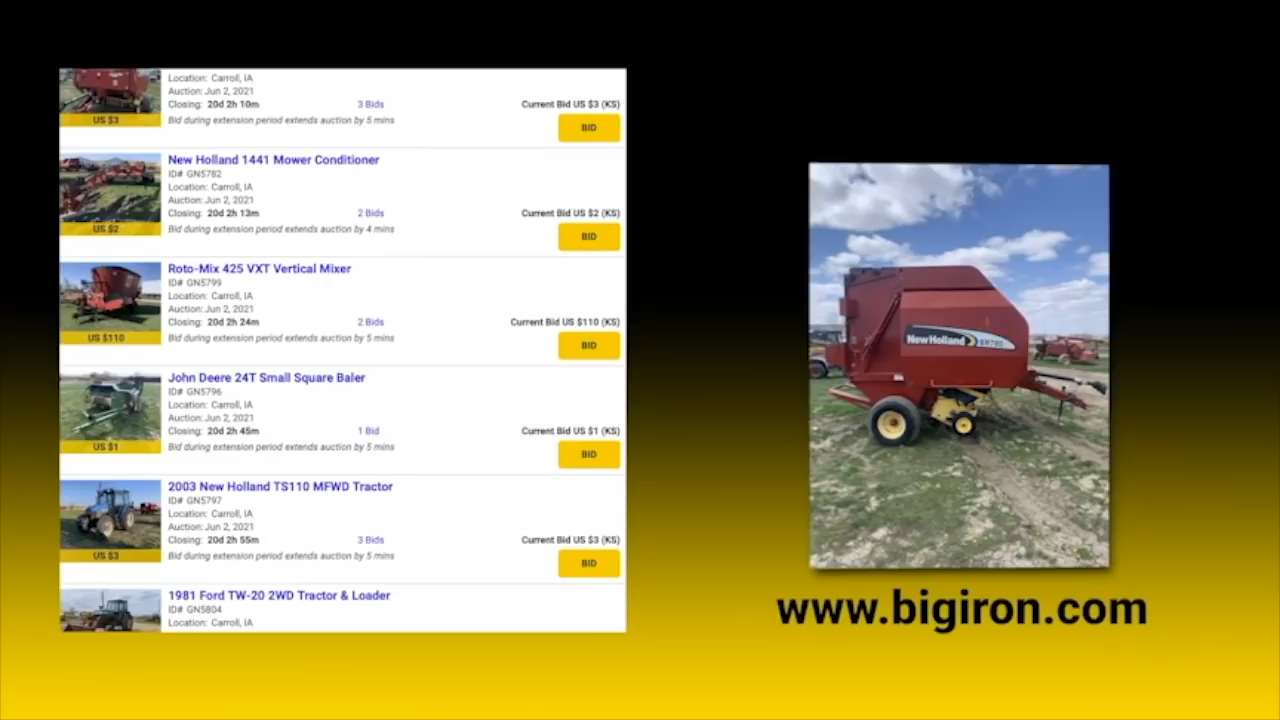 Location: Carroll, IA
Auction: Jun 2, 2021
Closing: 20d 2h 10m 3 Bids Current Bid US $3 (KS)
US $3 Bid during extension period extends auction by 5 mins
BID
New Holland 1441 Mower Conditioner
ID# GN5782
Location: Carroll, IA
Auction: Jun 2, 2021
Closing: 20d 2h 13m 2 Bids Current Bid US $2 (KS)
US $2 Bid during extension period extends auction by 4 mins
BID
Roto-Mix 425 VXT Vertical Mixer
ID# GN5799
Location: Carroll, IA
Auction: Jun 2, 2021
Closing: 20d 2h 24m 2 Bids Current Bid US $110 (KS)
US $110 Bid during extension period extends auction by 5 mins
BID
John Deere 24T Small Square Baler
ID# GN5796
Location: Carroll, IA
Auction: Jun 2, 2021
Closing: 20d 2h 45m 1 Bid Current Bid US $1 (KS)
US $1 Bid during extension period extends auction by 5 mins
BID
2003 New Holland TS110 MFWD Tractor
ID# GN5797
Location: Carroll, IA
Auction: Jun 2, 2021
Closing: 20d 2h 55m 3 Bids Current Bid US $3 (KS)
US $3 Bid during extension period extends auction by 5 mins
BID
1981 Ford TW-20 2WD Tractor & Loader
ID# GN5804
Location: Carroll, IA
New Holland BR780
www.bigiron.com